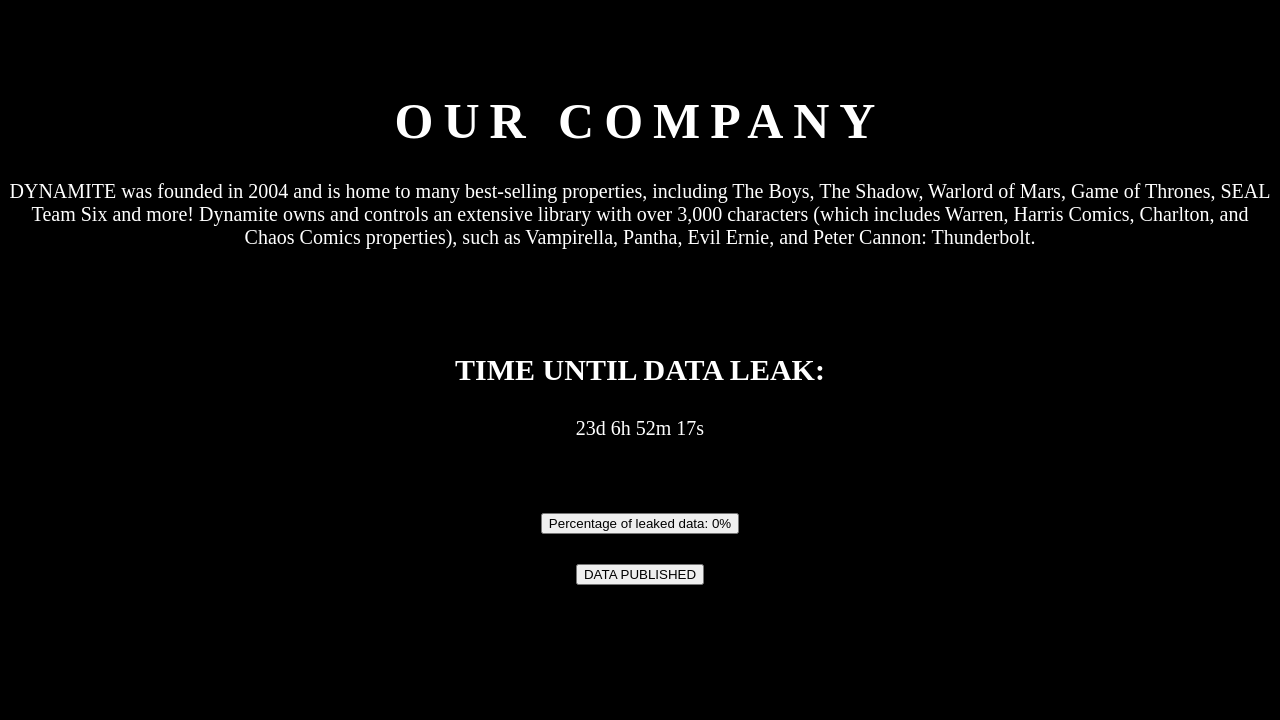 OUR COMPANY
DYNAMITE was founded in 2004 and is home to many best-selling properties, including The Boys, The Shadow, Warlord of Mars, Game of Thrones, SEAL
Team Six and more! Dynamite owns and controls an extensive library with over 3,000 characters (which includes Warren, Harris Comics, Charlton, and
Chaos Comics properties), such as Vampirella, Pantha, Evil Ernie, and Peter Cannon: Thunderbolt.
TIME UNTIL DATA LEAK:
23d 6h 52m 17s
Percentage of leaked data: 0%
DATA PUBLISHED